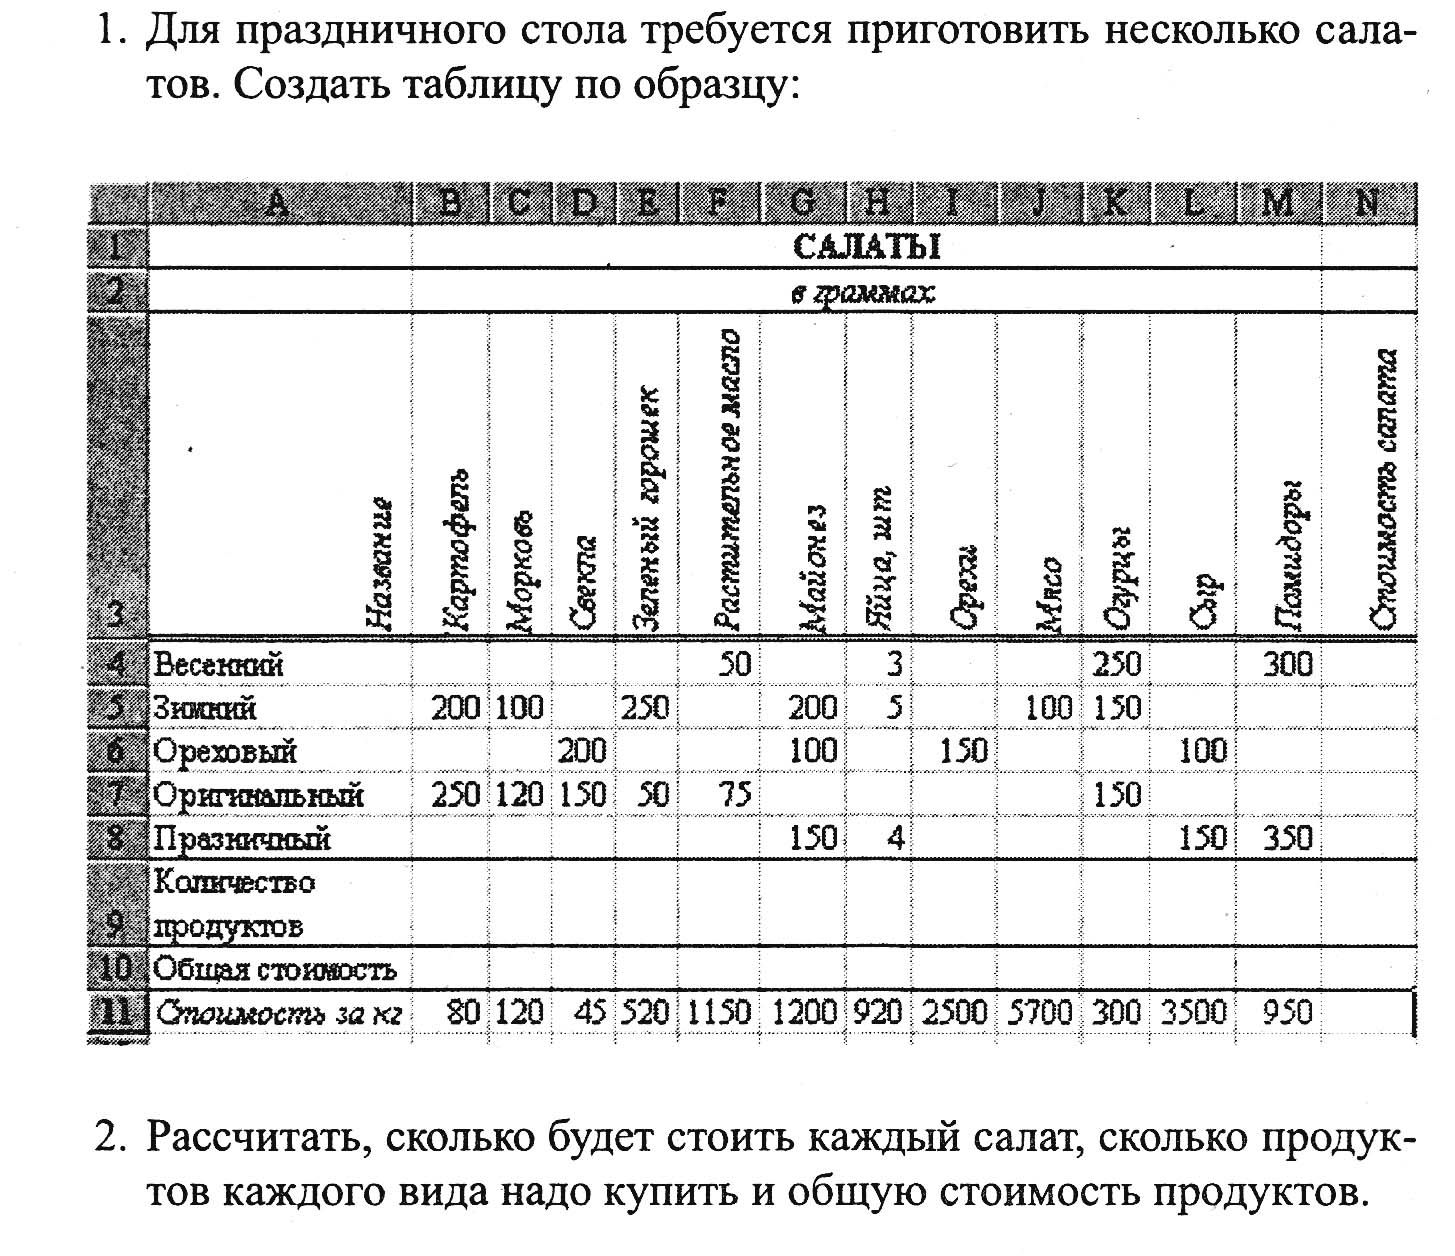 1. Для праздничного стола требуется приготовить несколько сала-
тов. Создать таблицу по образцу:
A B C D E F G H I J K L M N
1 САЛАТЫ
2 в граммах
3 Название Картофель Морковь Свекла Зеленый горошек Растительное масло Майонез Яйца, шт Орехи Мясо Огурцы Сыр Помидоры Стоимость салата
4 Весенний 50 3 250 300
5 Зимний 200 100 250 200 5 100 150
6 Ореховый 200 100 150 100
7 Оригинальный 250 120 150 50 75 150
8 Празничный 150 4 150 350
Количество
9 продуктов
10 Общая стоимость
11 Стоимость за кг 80 120 45 520 1150 1200 920 2500 5700 300 3500 950
2. Рассчитать, сколько будет стоить каждый салат, сколько продук-
тов каждого вида надо купить и общую стоимость продуктов.